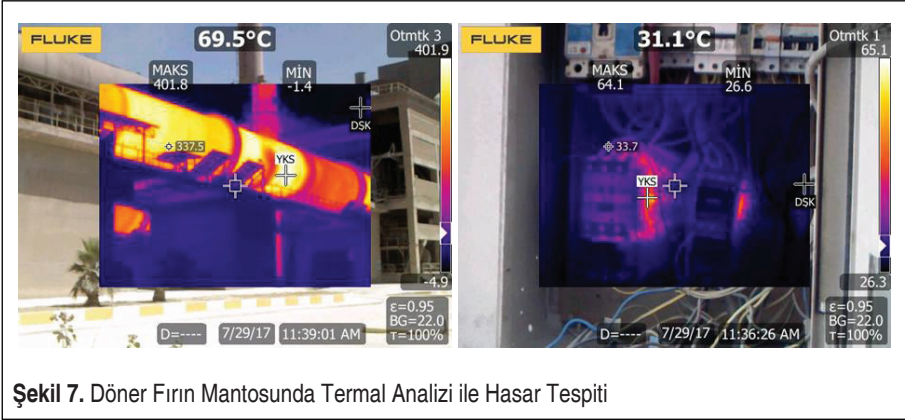 FLUKE
69.5°C
Otmtk 3
401.9
MAKS
401.8
MİN
-1.4
DŞK
337.5
YKS
-4.9
ε=0.95
BG=22.0
τ=100%
D=----
7/29/17
11:39:01 AM
FLUKE
31.1°C
Otmtk 1
65.1
MAKS
64.1
MİN
26.6
33.7
YKS
DŞK
26.3
ε=0.95
BG=22.0
τ=100%
D=----
7/29/17
11:36:26 AM
Şekil 7. Döner Fırın Mantosunda Termal Analizi ile Hasar Tespiti